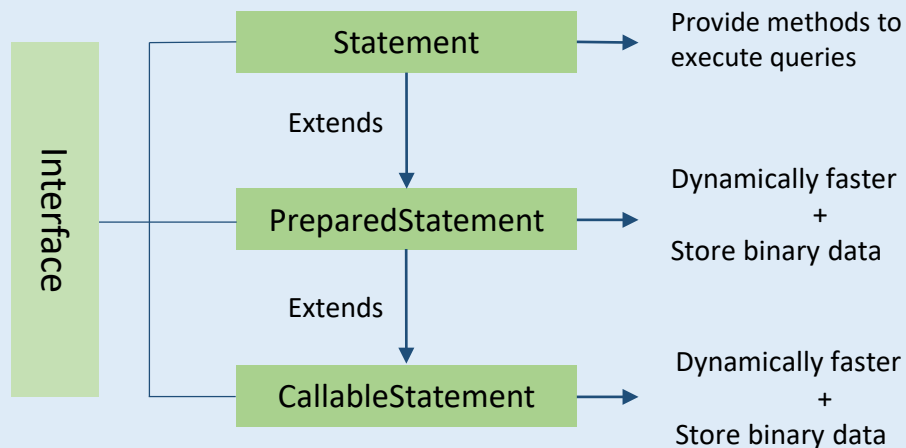 Interface
Statement
Provide methods to
execute queries
Extends
PreparedStatement
Dynamically faster
+
Store binary data
Extends
CallableStatement
Dynamically faster
+
Store binary data